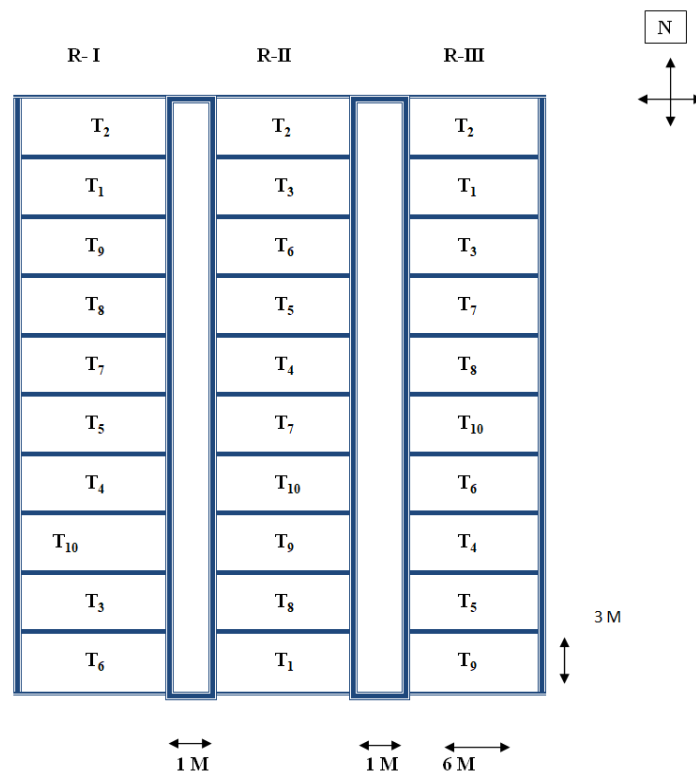 R- I R-II R-III N
T2 T2 T2
T1 T3 T1
T9 T6 T3
T8 T5 T7
T7 T4 T8
T5 T7 T10
T4 T10 T6
T10 T9 T4
T3 T8 T5
3 M
T6 T1 T9
1 M 1 M 6 M